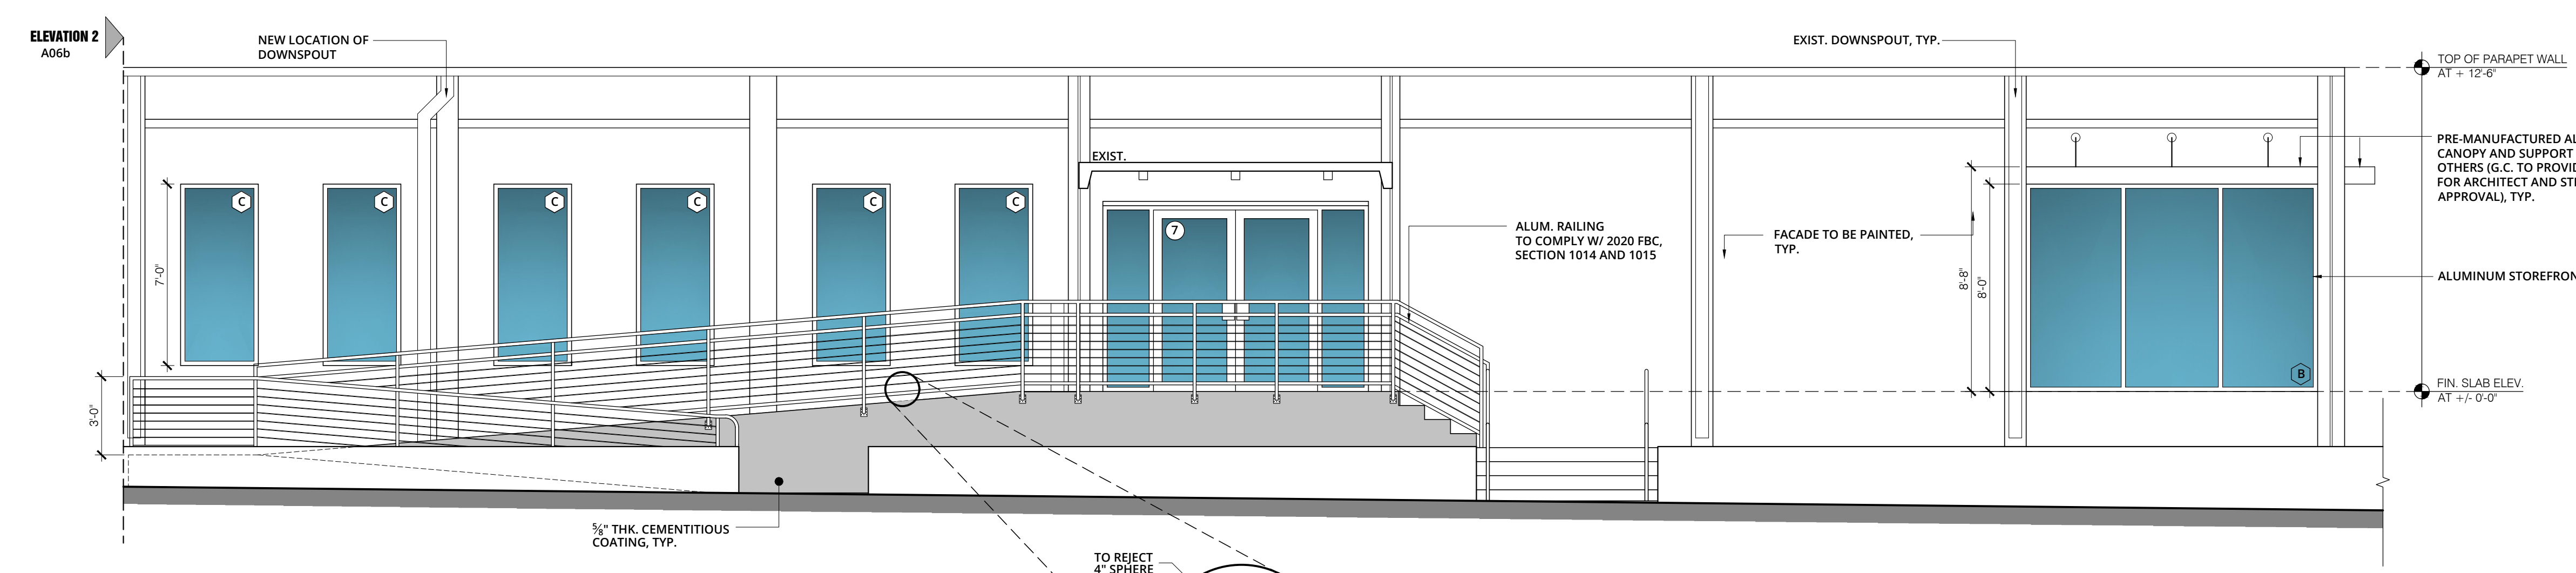 ELEVATION 2
A06b
NEW LOCATION OF
DOWNSPOUT
EXIST. DOWNSPOUT, TYP.
TOP OF PARAPET WALL
AT + 12'-6"
PRE-MANUFACTURED AL
CANOPY AND SUPPORT
OTHERS (G.C. TO PROVID
FOR ARCHITECT AND ST
APPROVAL), TYP.
EXIST.
C
C
C
C
C
C
7
7'-0"
ALUM. RAILING
TO COMPLY W/ 2020 FBC,
SECTION 1014 AND 1015
FACADE TO BE PAINTED,
TYP.
8'-8"
8'-0"
ALUMINUM STOREFRON
B
FIN. SLAB ELEV.
AT +/- 0'-0"
3'-0"
⅝" THK. CEMENTITIOUS
COATING, TYP.
TO REJECT
4" SPHERE